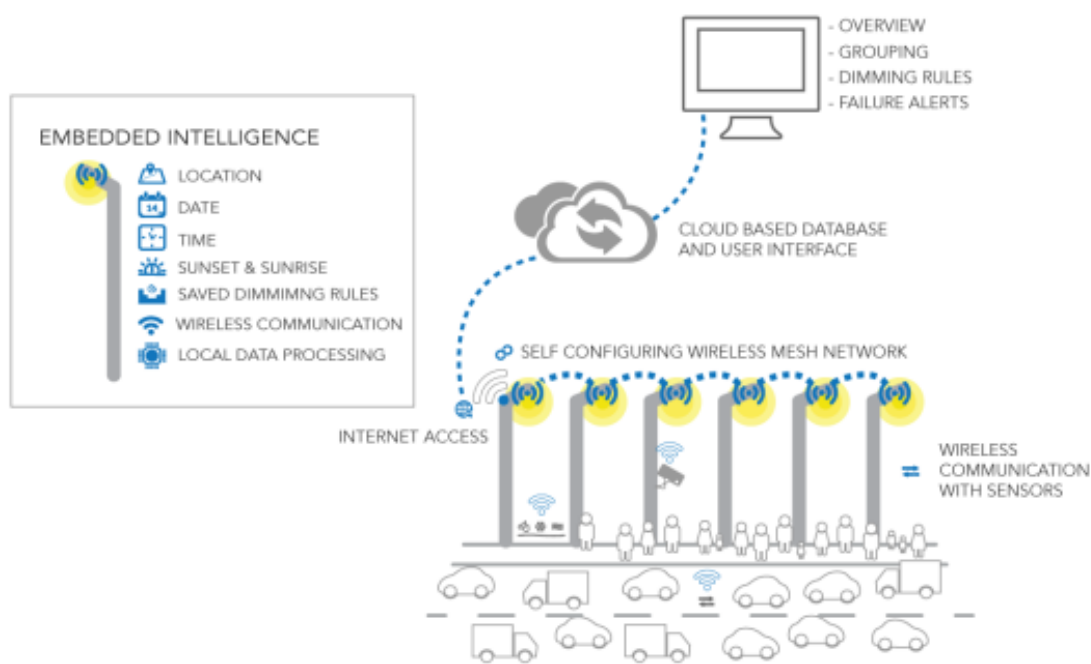 - OVERVIEW
- GROUPING
- DIMMING RULES
- FAILURE ALERTS
EMBEDDED INTELLIGENCE
LOCATION
14
DATE
TIME
SUNSET & SUNRISE
SAVED DIMMIMNG RULES
WIRELESS COMMUNICATION
LOCAL DATA PROCESSING
CLOUD BASED DATABASE
AND USER INTERFACE
SELF CONFIGURING WIRELESS MESH NETWORK
INTERNET ACCESS
WIRELESS
COMMUNICATION
WITH SENSORS